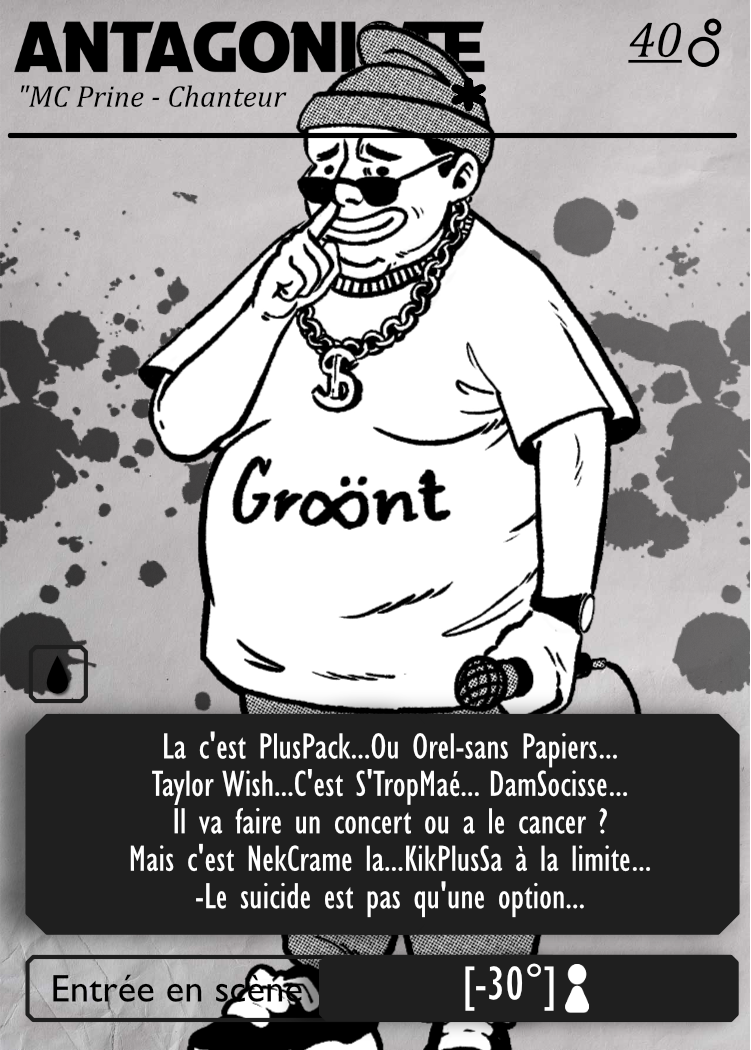 ANTAGONISTE
40
"MC Prine - Chanteur
Groönt
La c'est PlusPack...Ou Orel-sans Papiers...
Taylor Wish...C'est S'TropMaé... DamSocisse...
Il va faire un concert ou a le cancer ?
Mais c'est NekCrame la...KikPlusSa à la limite...
-Le suicide est pas qu'une option...
Entrée en scène
[-30°]